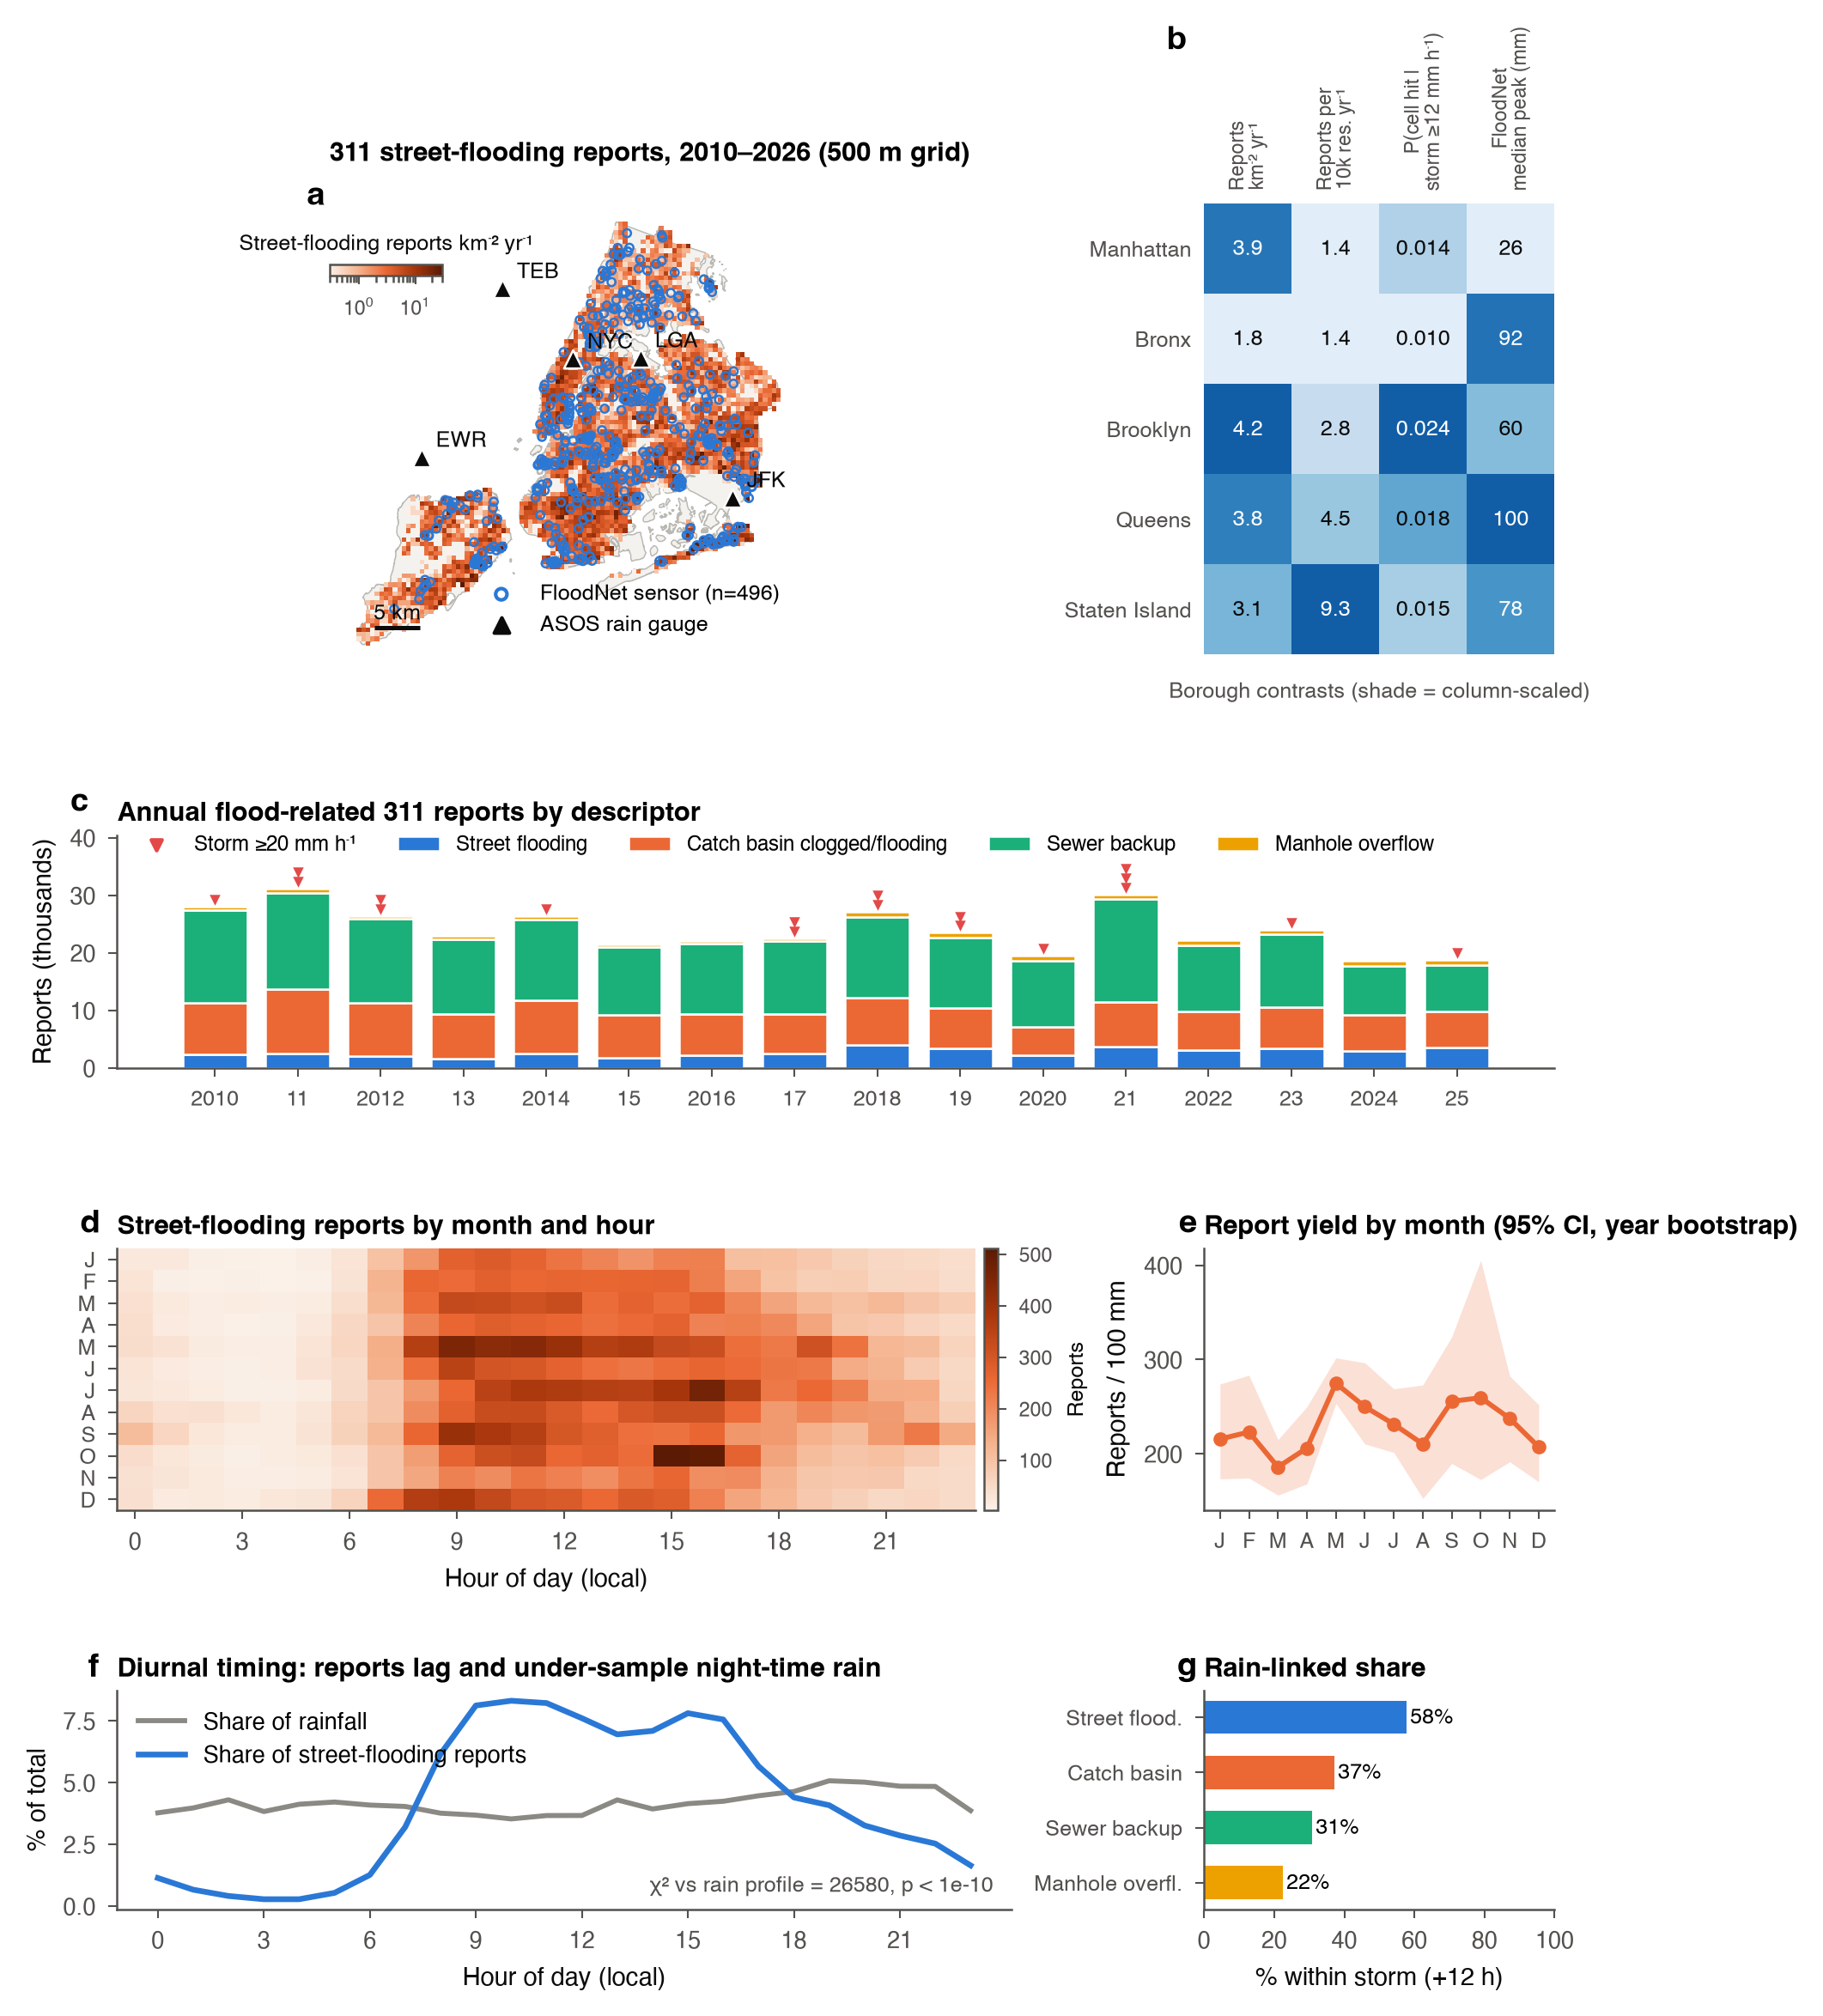 311 street-flooding reports, 2010–2026 (500 m grid)
a
Street-flooding reports km⁻² yr⁻¹
10⁰ 10¹
TEB
NYC
LGA
EWR
JFK
5 km
FloodNet sensor (n=496)
ASOS rain gauge
b
Reports
km⁻² yr⁻¹
Reports per
10k res. yr⁻¹
P(cell hit |
storm ≥12 mm h⁻¹)
FloodNet
median peak (mm)
Manhattan 3.9 1.4 0.014 26
Bronx 1.8 1.4 0.010 92
Brooklyn 4.2 2.8 0.024 60
Queens 3.8 4.5 0.018 100
Staten Island 3.1 9.3 0.015 78
Borough contrasts (shade = column-scaled)
c
Annual flood-related 311 reports by descriptor
Storm ≥20 mm h⁻¹ Street flooding Catch basin clogged/flooding Sewer backup Manhole overflow
Reports (thousands)
40
30
20
10
0
2010 11 2012 13 2014 15 2016 17 2018 19 2020 21 2022 23 2024 25
d
Street-flooding reports by month and hour
J
F
M
A
M
J
J
A
S
O
N
D
0 3 6 9 12 15 18 21
Hour of day (local)
500
400
300
200
100
Reports
e
Report yield by month (95% CI, year bootstrap)
Reports / 100 mm
400
300
200
J F M A M J J A S O N D
f
Diurnal timing: reports lag and under-sample night-time rain
Share of rainfall
Share of street-flooding reports
% of total
7.5
5.0
2.5
0.0
χ² vs rain profile = 26580, p < 1e-10
0 3 6 9 12 15 18 21
Hour of day (local)
g
Rain-linked share
Street flood. 58%
Catch basin 37%
Sewer backup 31%
Manhole overfl. 22%
0 20 40 60 80 100
% within storm (+12 h)